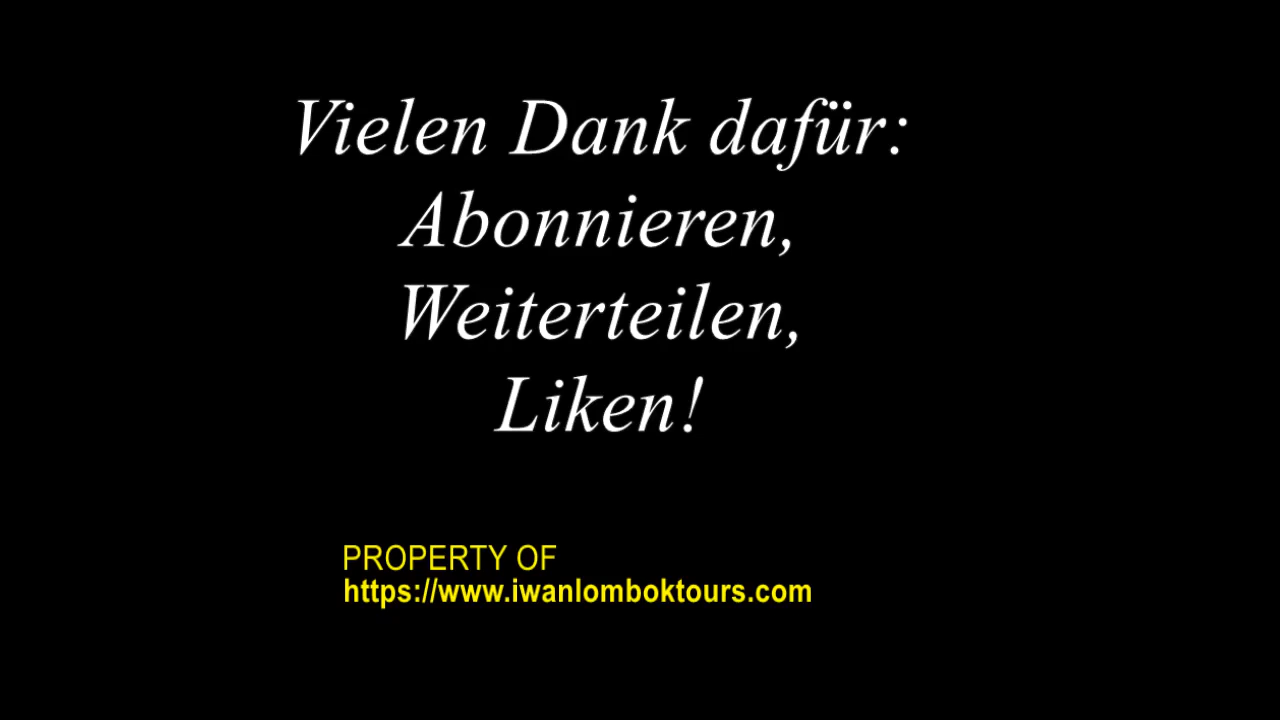 Vielen Dank dafür:
Abonnieren,
Weiterteilen,
Liken!
PROPERTY OF
https://www.iwanlomboktours.com